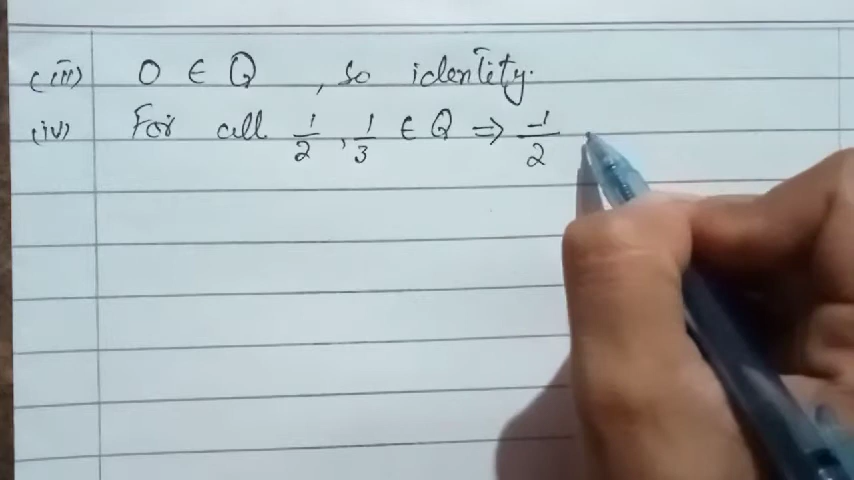 (iii) 0 ∈ Q , so identity.
(iv) For all 1/2 , 1/3 ∈ Q ⇒ -1/2